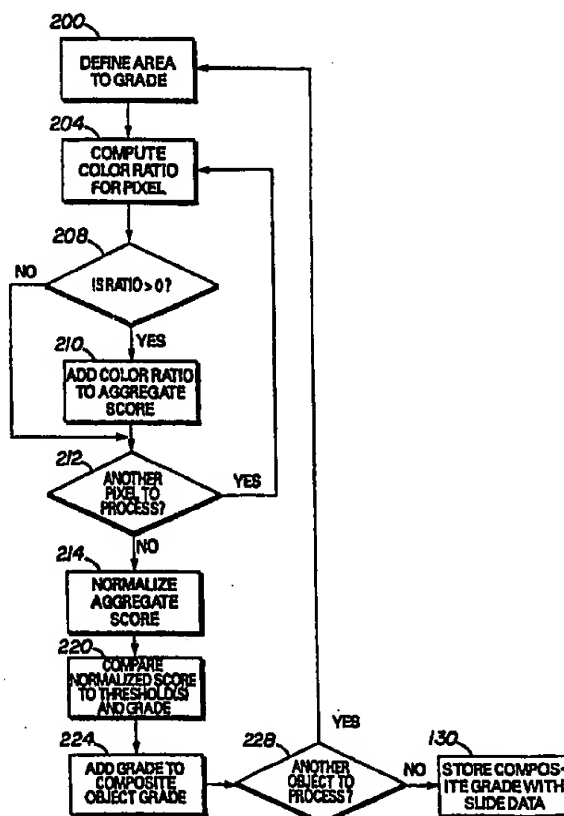 200
DEFINE AREA
TO GRADE
204
COMPUTE
COLOR RATIO
FOR PIXEL
208
NO
IS RATIO > 0?
YES
210
ADD COLOR RATIO
TO AGGREGATE
SCORE
212
ANOTHER
PIXEL TO
PROCESS?
YES
NO
214
NORMALIZE
AGGREGATE
SCORE
220
COMPARE
NORMALIZED SCORE
TO THRESHOLD(S)
AND GRADE
224
ADD GRADE TO
COMPOSITE
OBJECT GRADE
228
YES
ANOTHER
OBJECT TO
PROCESS?
NO
130
STORE COMPOS-
ITE GRADE WITH
SLIDE DATA